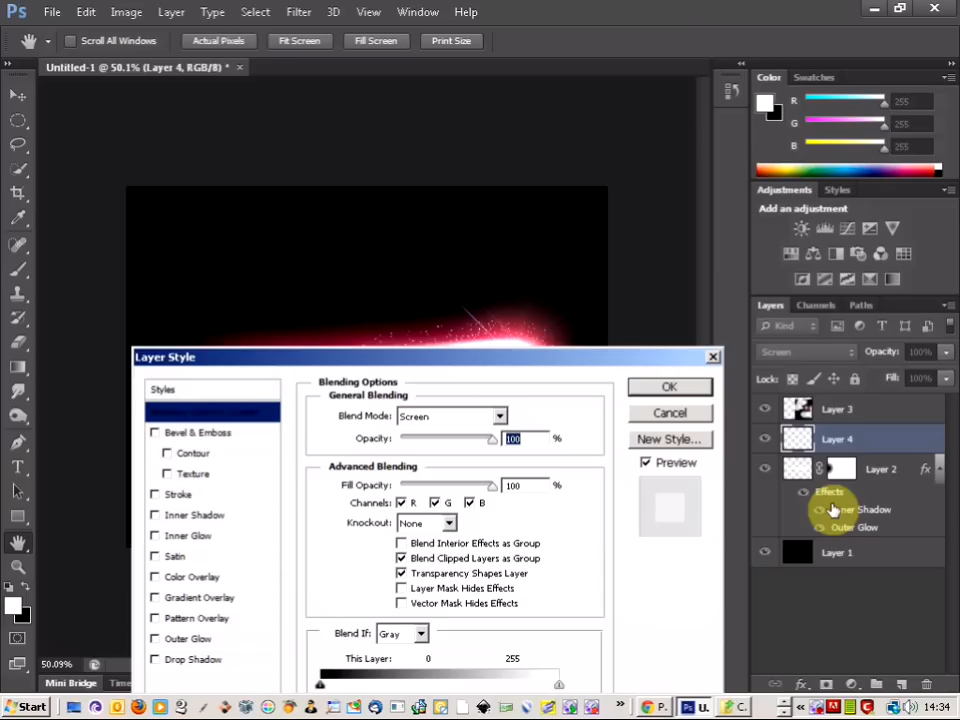 Ps File Edit Image Layer Type Select Filter 3D View Window Help
Scroll All Windows Actual Pixels Fit Screen Fill Screen Print Size
Untitled-1 @ 50.1% (Layer 4, RGB/8) * ×
Color Swatches
R 255
G 255
B 255
Adjustments Styles
Add an adjustment
Layers Channels Paths
Kind
Screen Opacity: 100%
Lock: Fill: 100%
Layer 3
Layer 4
Layer 2 fx
Effects
Inner Shadow
Outer Glow
Layer 1
Layer Style
Styles
Bevel & Emboss
Contour
Texture
Stroke
Inner Shadow
Inner Glow
Satin
Color Overlay
Gradient Overlay
Pattern Overlay
Outer Glow
Drop Shadow
Blending Options
General Blending
Blend Mode: Screen
Opacity: 100 %
Advanced Blending
Fill Opacity: 100 %
Channels: R G B
Knockout: None
Blend Interior Effects as Group
Blend Clipped Layers as Group
Transparency Shapes Layer
Layer Mask Hides Effects
Vector Mask Hides Effects
Blend If: Gray
This Layer: 0 255
OK
Cancel
New Style...
Preview
50.09%
Mini Bridge Time
Start P. U. C. 14:34